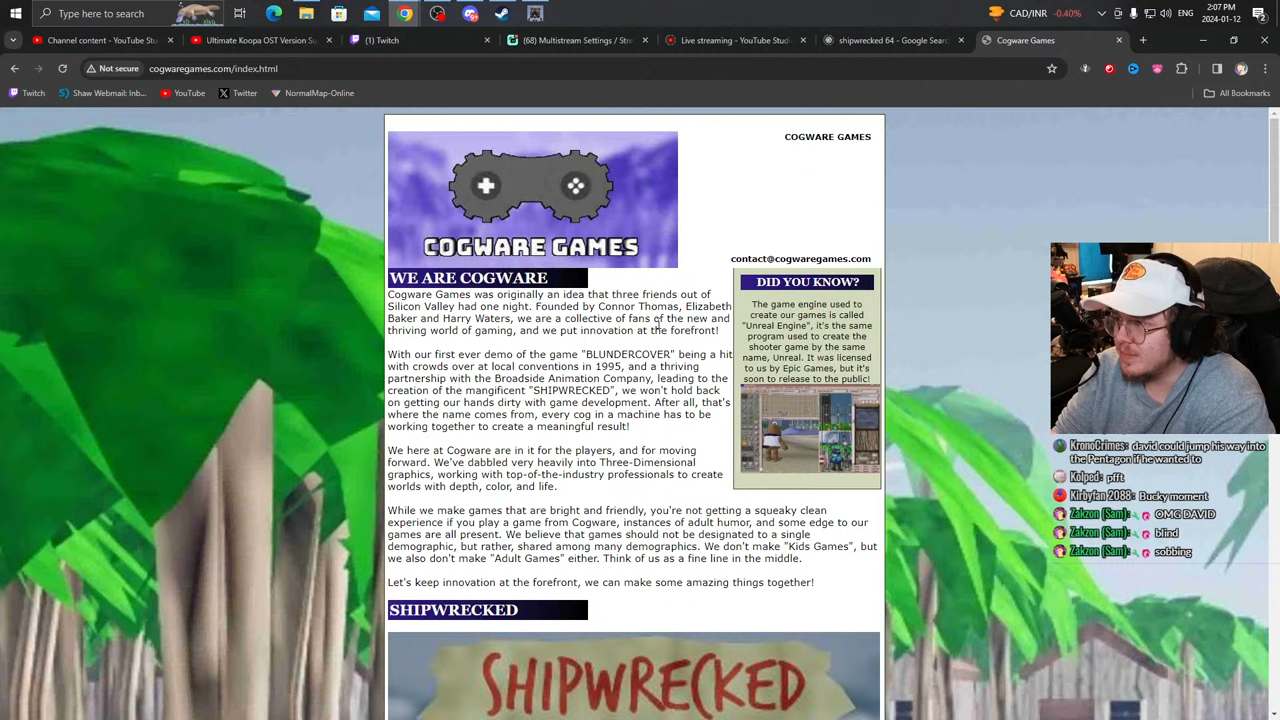 Type here to search
CAD/INR -0.40%
ENG
2:07 PM
2024-01-12
2
Channel content - YouTube Stu
Ultimate Koopa OST Version Su
(1) Twitch
(86) Multistream Settings / Stre
Live streaming - YouTube Studi
shipwrecked 64 - Google Searc
Cogware Games
Not secure
cogwaregames.com/index.html
Twitch
Shaw Webmail: Inb...
YouTube
Twitter
NormalMap-Online
All Bookmarks
COGWARE GAMES
COGWARE GAMES
contact@cogwaregames.com
WE ARE COGWARE
Cogware Games was originally an idea that three friends out of
Silicon Valley had one night. Founded by Connor Thomas, Elizabeth
Baker and Harry Waters, we are a collective of fans of the new and
thriving world of gaming, and we put innovation at the forefront!
With our first ever demo of the game "BLUNDERCOVER" being a hit
with crowds over at local conventions in 1995, and a thriving
partnership with the Broadside Animation Company, leading to the
creation of the mangificent "SHIPWRECKED", we won't hold back
on getting our hands dirty with game development. After all, that's
where the name comes from, every cog in a machine has to be
working together to create a meaningful result!
We here at Cogware are in it for the players, and for moving
forward. We've dabbled very heavily into Three-Dimensional
graphics, working with top-of-the-industry professionals to create
worlds with depth, color, and life.
While we make games that are bright and friendly, you're not getting a squeaky clean
experience if you play a game from Cogware, instances of adult humor, and some edge to our
games are all present. We believe that games should not be designated to a single
demographic, but rather, shared among many demographics. We don't make "Kids Games", but
we also don't make "Adult Games" either. Think of us as a fine line in the middle.
Let's keep innovation at the forefront, we can make some amazing things together!
DID YOU KNOW?
The game engine used to
create our games is called
"Unreal Engine", it's the same
program used to create the
shooter game by the same
name, Unreal. It was licensed
to us by Epic Games, but it's
soon to release to the public!
SHIPWRECKED
SHIPWRECKED
KronoCrimes: david could jump his way into
the Pentagon if he wanted to
Kolped: pfft
Kirbyfan 2088: Bucky moment
Zakzon (Sam): OMG DAVID
Zakzon (Sam): blind
Zakzon (Sam): sobbing